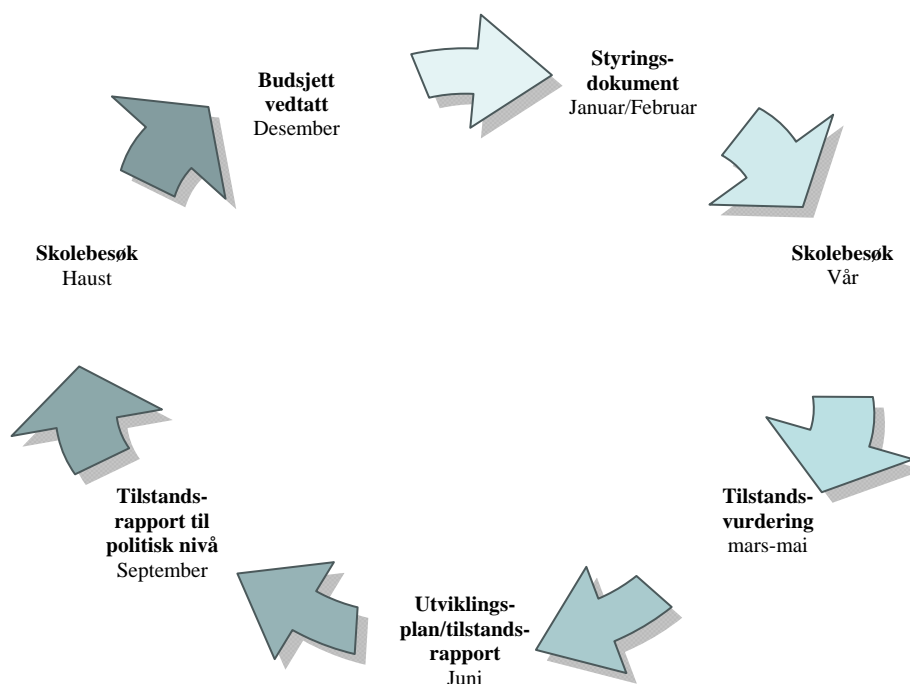 Budsjett
vedtatt
Desember
Styrings-
dokument
Januar/Februar
Skolebesøk
Vår
Tilstands-
vurdering
mars-mai
Utviklings-
plan/tilstands-
rapport
Juni
Tilstands-
rapport til
politisk nivå
September
Skolebesøk
Haust